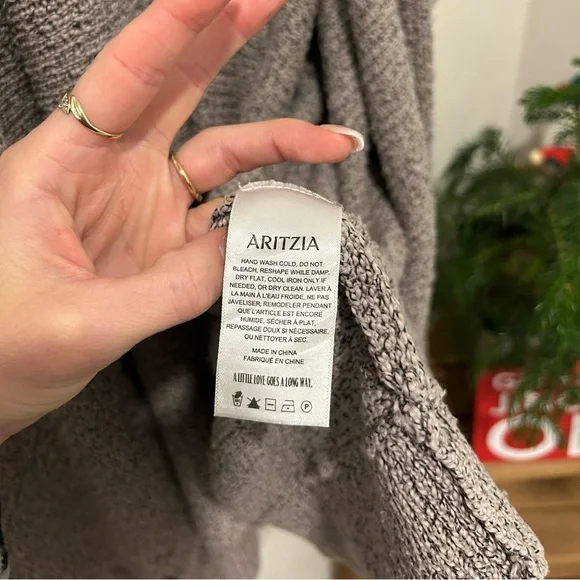 ARITZIA
HAND WASH COLD, DO NOT
BLEACH, RESHAPE WHILE DAMP,
DRY FLAT, COOL IRON ONLY IF
NEEDED, OR DRY CLEAN. LAVER À
LA MAIN À L'EAU FROIDE, NE PAS
JAVELISER, REMODELER PENDANT
QUE L'ARTICLE EST ENCORE
HUMIDE, SÉCHER À PLAT,
REPASSAGE DOUX SI NÉCESSAIRE,
OU NETTOYER À SEC.
MADE IN CHINA
FABRIQUÉ EN CHINE
A LITTLE LOVE GOES A LONG WAY.
P